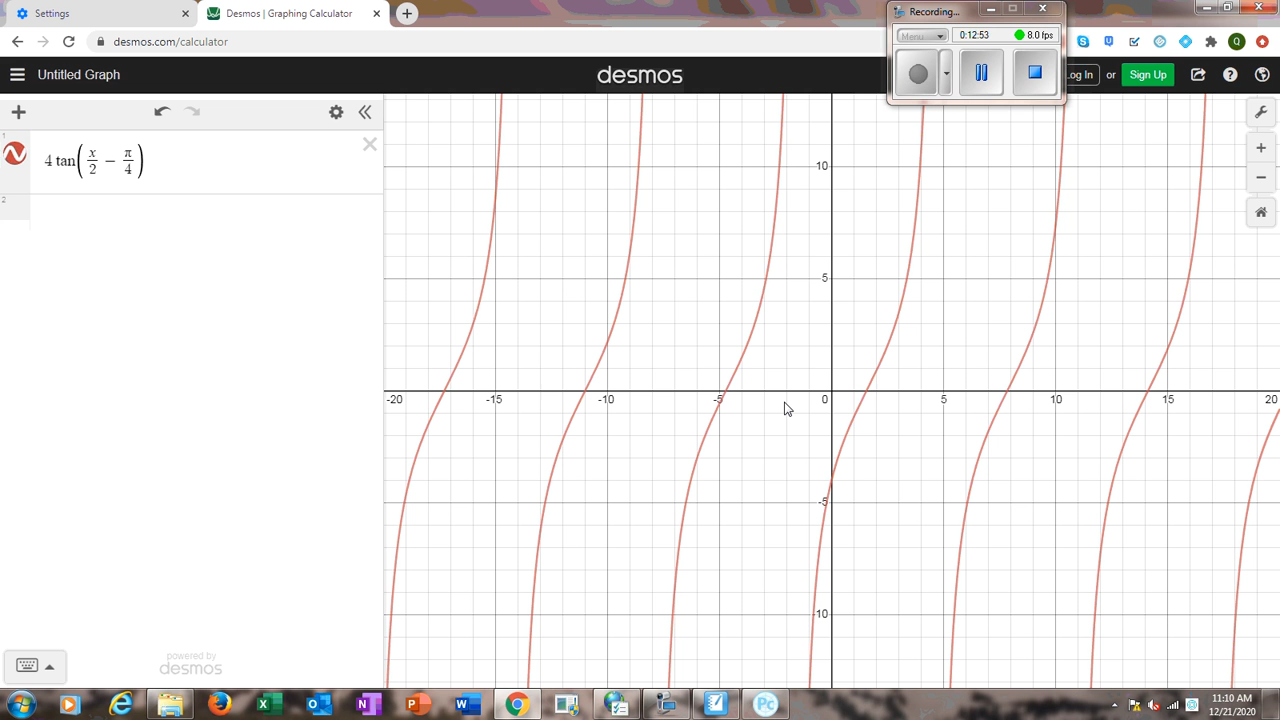 Settings
Desmos | Graphing Calculator
Recording...
Menu
0:12:53
8.0 fps
desmos.com/calculator
Untitled Graph
desmos
Log In
or
Sign Up
1
4 tan(x/2 − π/4)
2
10
5
-20
-15
-10
-5
0
5
10
15
20
-5
-10
powered by
desmos
11:10 AM
12/21/2020